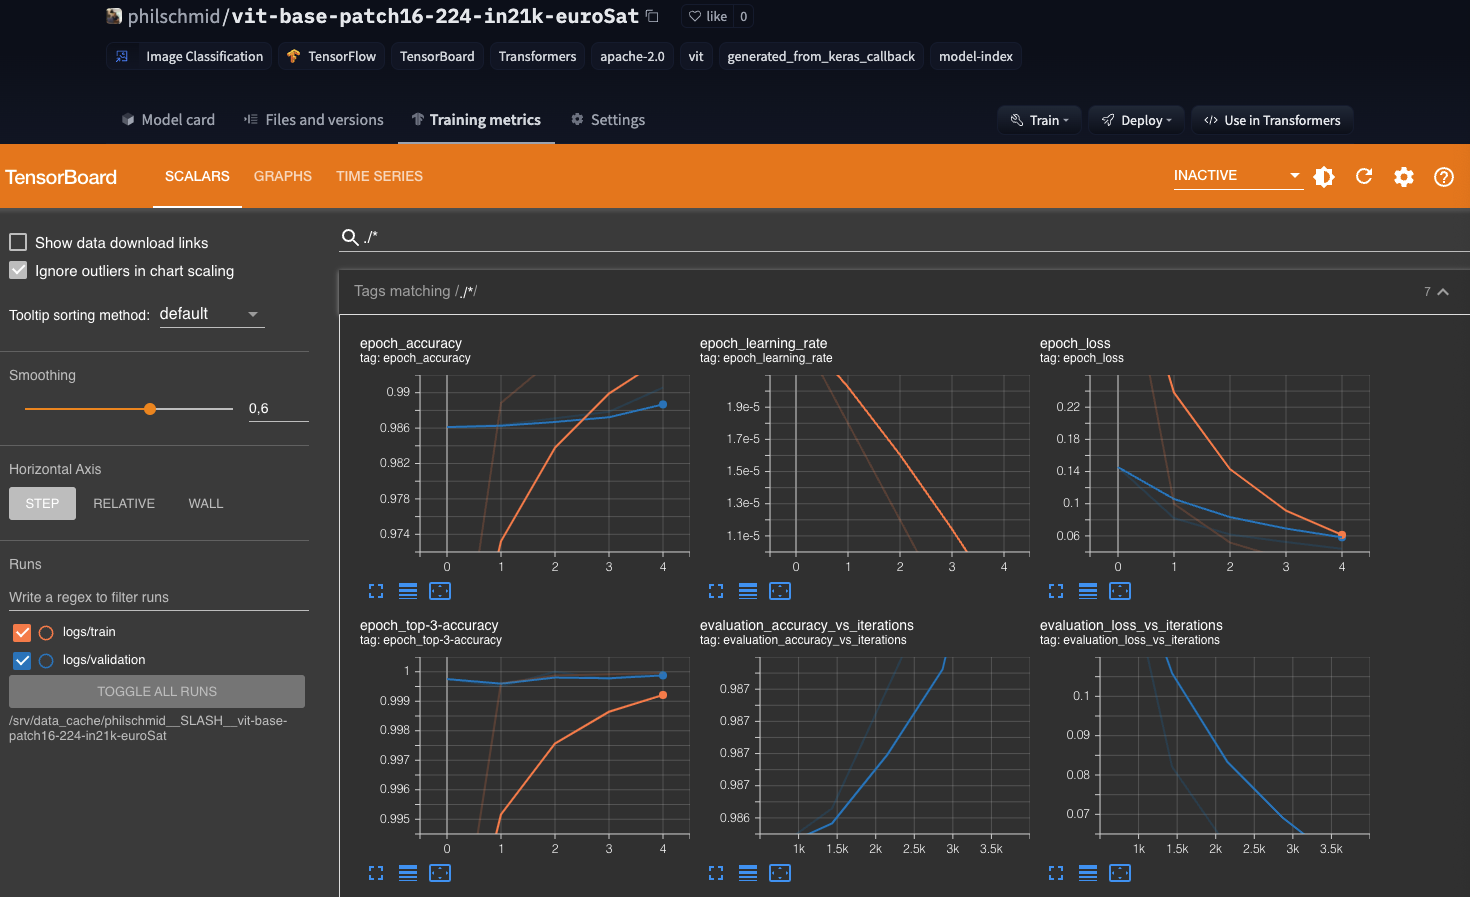 philschmid/vit-base-patch16-224-in21k-euroSat like 0
Image Classification TensorFlow TensorBoard Transformers apache-2.0 vit generated_from_keras_callback model-index
Model card Files and versions Training metrics Settings Train Deploy </> Use in Transformers
TensorBoard SCALARS GRAPHS TIME SERIES INACTIVE
Show data download links
Ignore outliers in chart scaling
Tooltip sorting method: default
Smoothing
0,6
Horizontal Axis
STEP RELATIVE WALL
Runs
Write a regex to filter runs
logs/train
logs/validation
TOGGLE ALL RUNS
/srv/data_cache/philschmid__SLASH__vit-base-
patch16-224-in21k-euroSat
./*
Tags matching /./*/ 7
epoch_accuracy
tag: epoch_accuracy
0.99
0.986
0.982
0.978
0.974
0 1 2 3 4
epoch_learning_rate
tag: epoch_learning_rate
1.9e-5
1.7e-5
1.5e-5
1.3e-5
1.1e-5
0 1 2 3 4
epoch_loss
tag: epoch_loss
0.22
0.18
0.14
0.1
0.06
0 1 2 3 4
epoch_top-3-accuracy
tag: epoch_top-3-accuracy
1
0.999
0.998
0.997
0.996
0.995
0 1 2 3 4
evaluation_accuracy_vs_iterations
tag: evaluation_accuracy_vs_iterations
0.987
0.987
0.987
0.987
0.986
1k 1.5k 2k 2.5k 3k 3.5k
evaluation_loss_vs_iterations
tag: evaluation_loss_vs_iterations
0.1
0.09
0.08
0.07
1k 1.5k 2k 2.5k 3k 3.5k